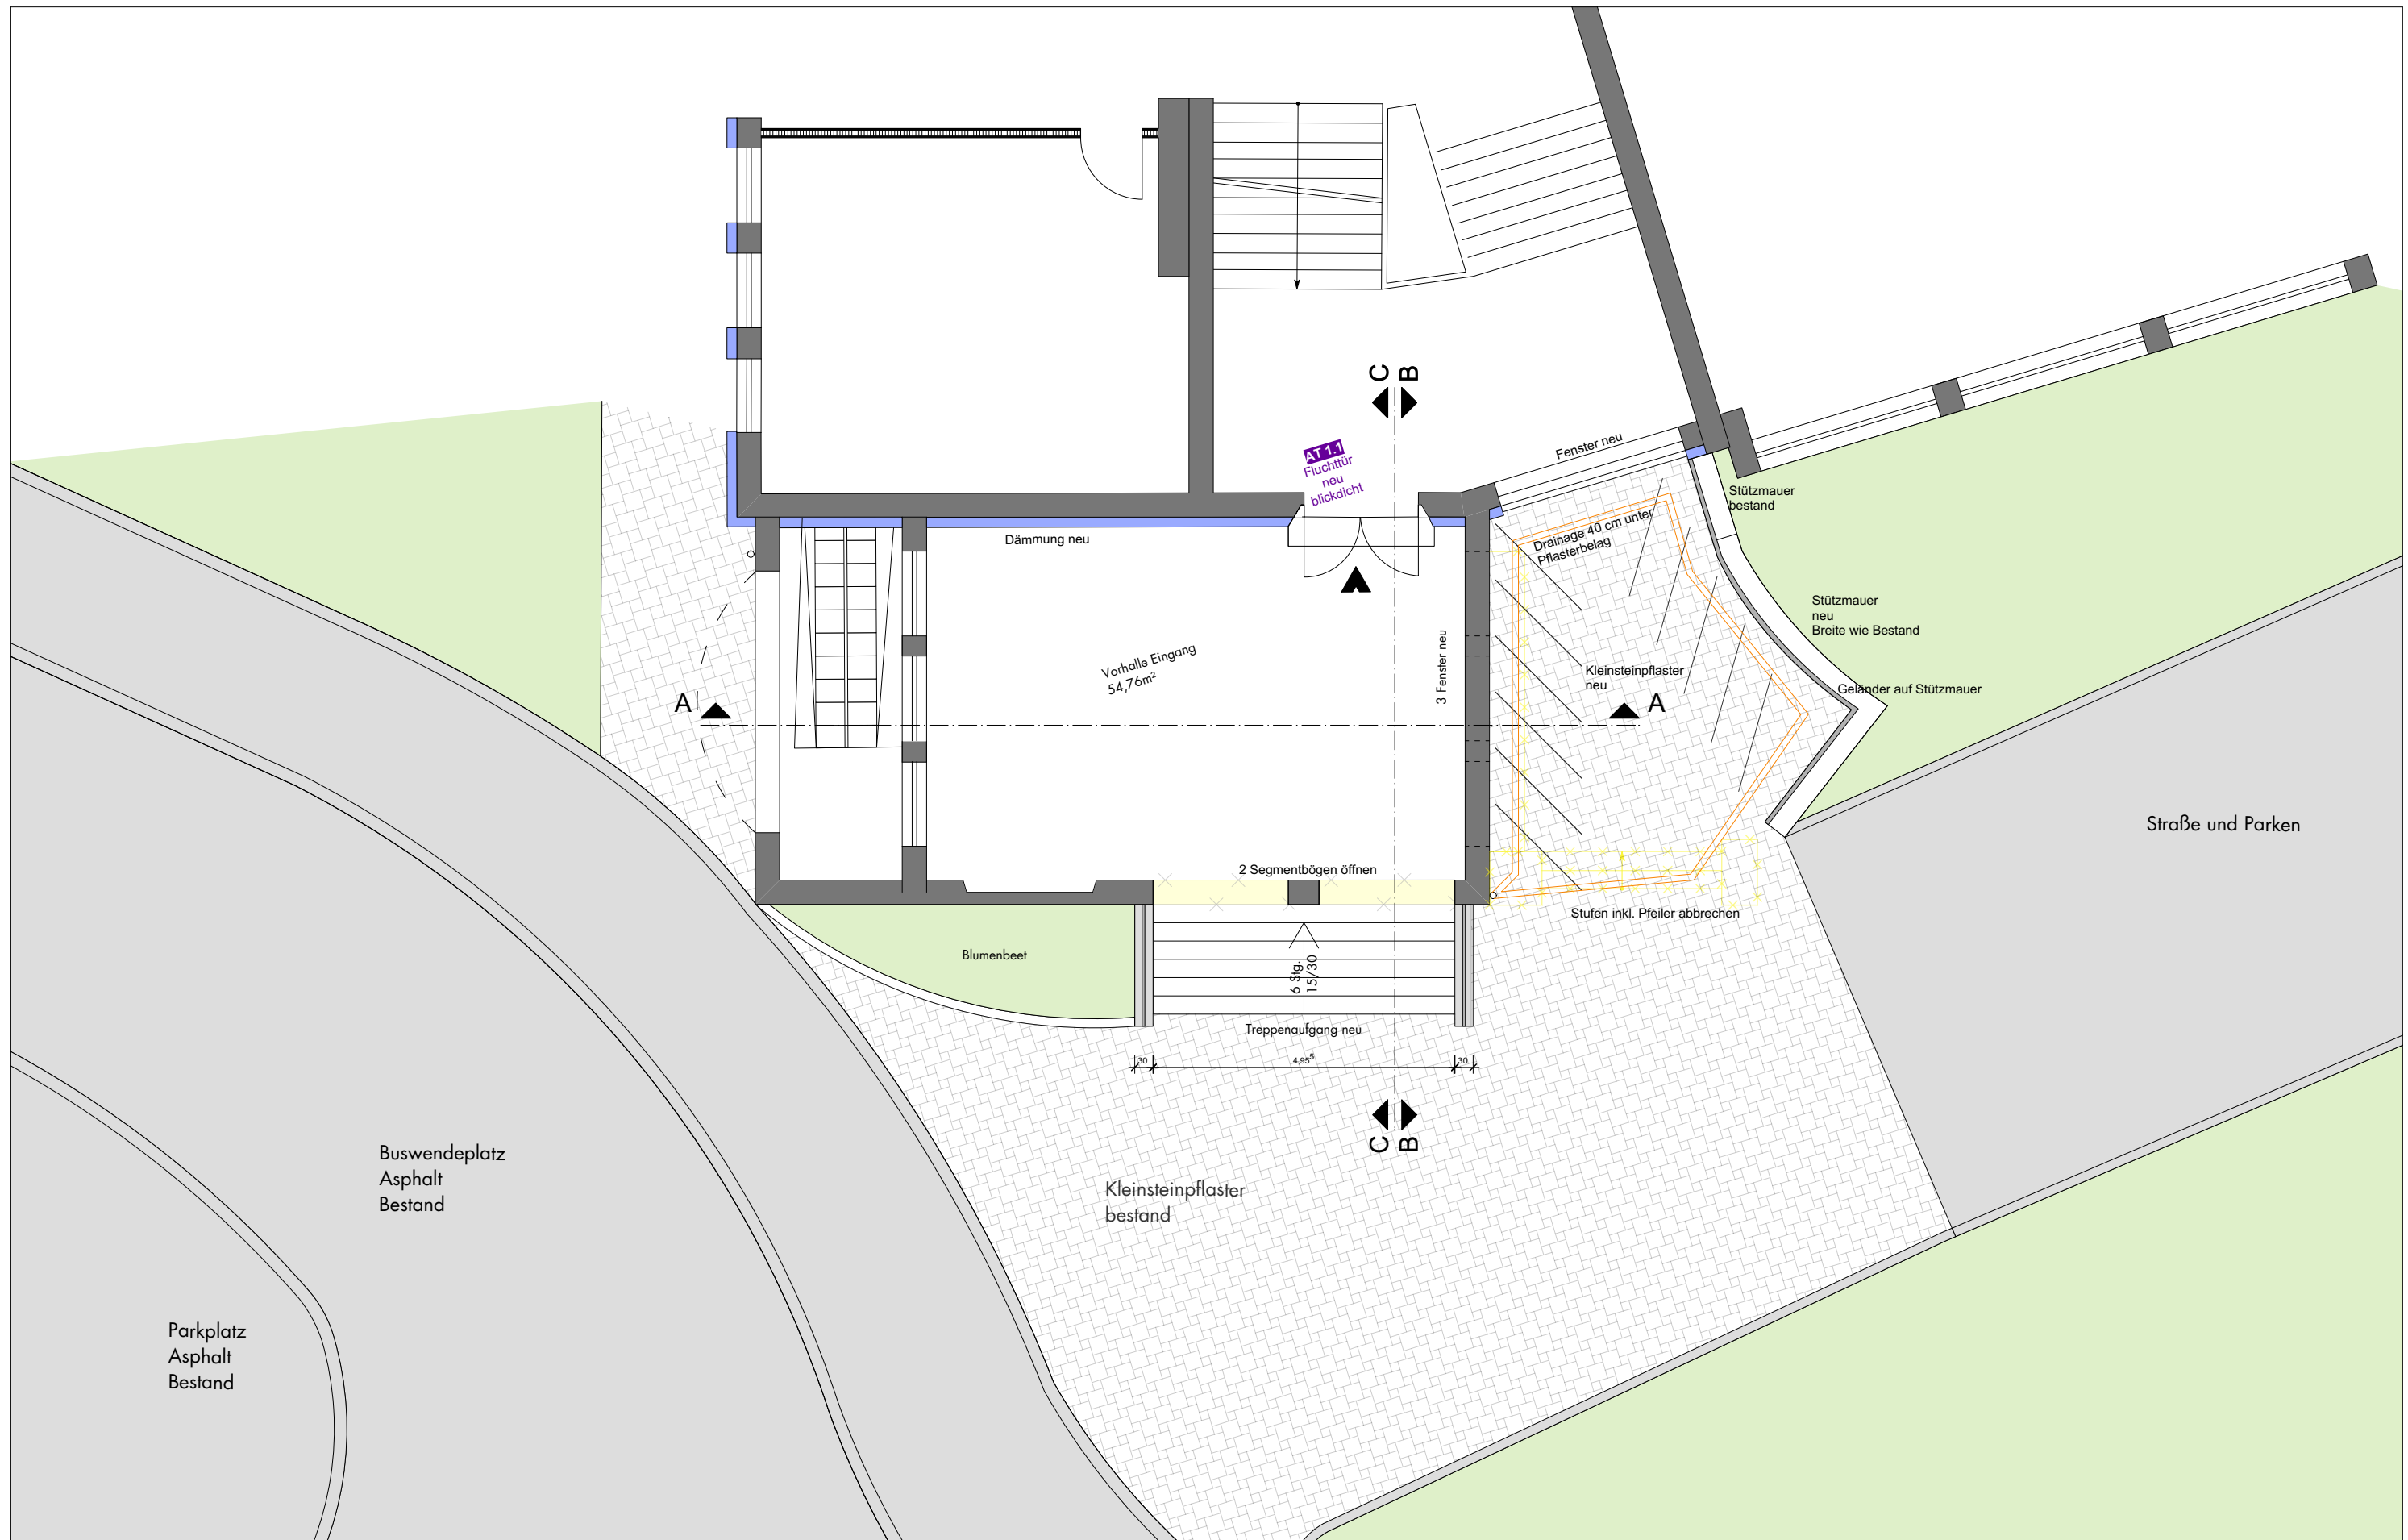 C B
AT 1.1
Fluchttür
neu
blickdicht
Fenster neu
Stützmauer
bestand
Dämmung neu
Drainage 40 cm unter
Pflasterbelag
Stützmauer
neu
Breite wie Bestand
Vorhalle Eingang
54,76m²
3 Fenster neu
Kleinsteinpflaster
neu
Geländer auf Stützmauer
A
A
Straße und Parken
2 Segmentbögen öffnen
Stufen inkl. Pfeiler abbrechen
Blumenbeet
6 Stg.
15/30
Treppenaufgang neu
30
4,95⁵
30
C B
Buswendeplatz
Asphalt
Bestand
Kleinsteinpflaster
bestand
Parkplatz
Asphalt
Bestand